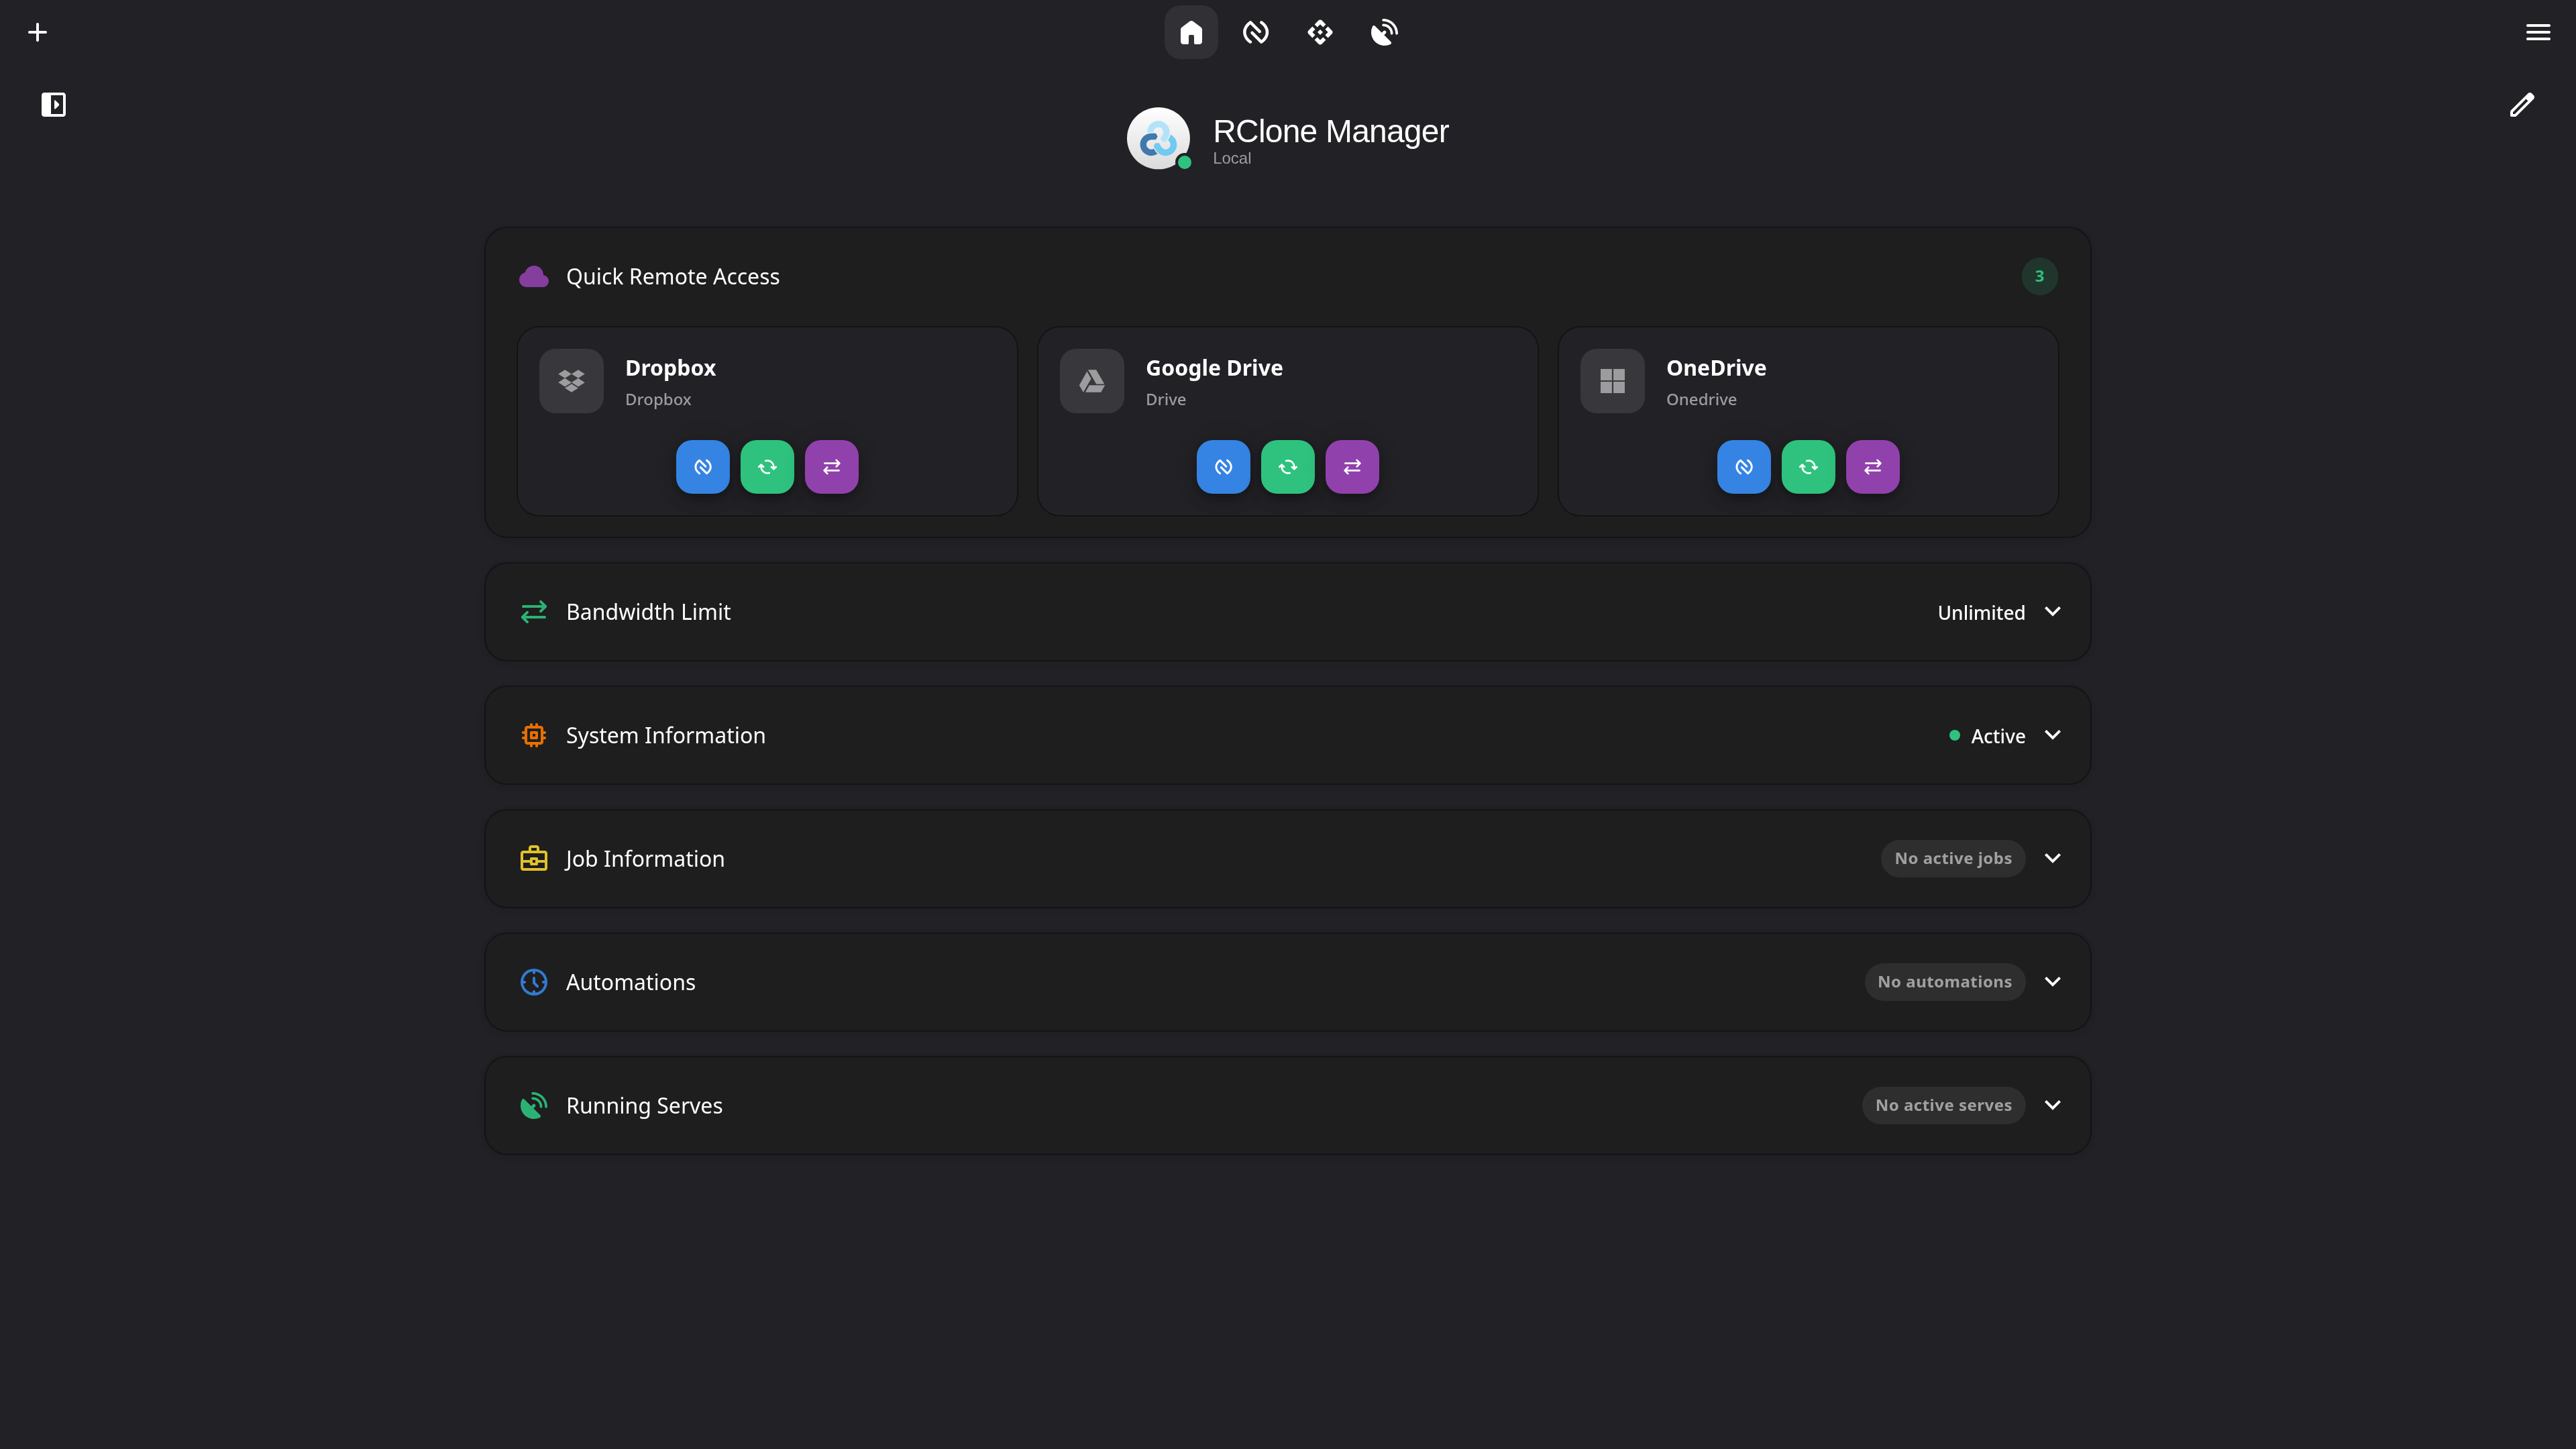 RClone Manager
Local
Quick Remote Access
3
Dropbox
Dropbox
Google Drive
Drive
OneDrive
Onedrive
Bandwidth Limit
Unlimited
System Information
Active
Job Information
No active jobs
Automations
No automations
Running Serves
No active serves